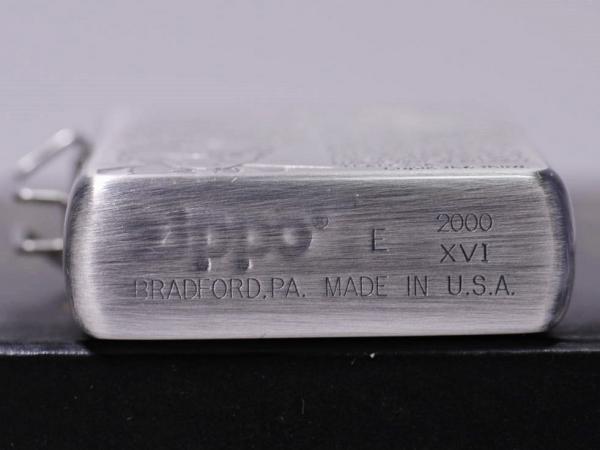 zippo® E 2000
XVI
BRADFORD,PA. MADE IN U.S.A.